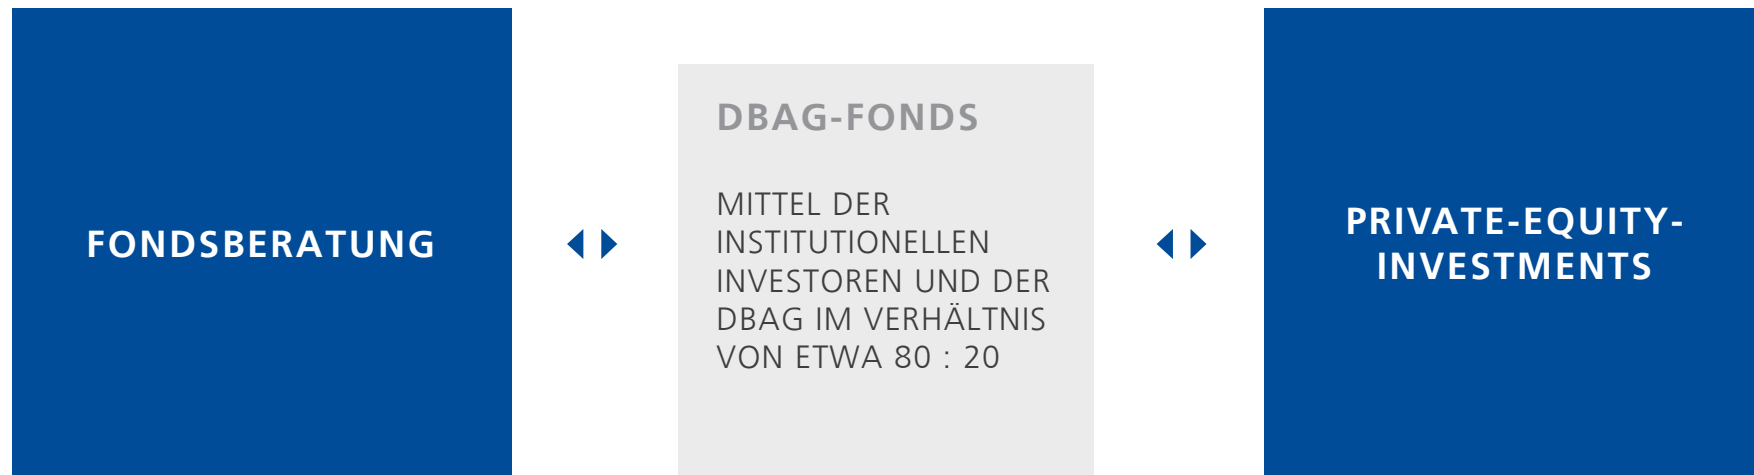 FONDSBERATUNG
DBAG-FONDS
MITTEL DER
INSTITUTIONELLEN
INVESTOREN UND DER
DBAG IM VERHÄLTNIS
VON ETWA 80 : 20
PRIVATE-EQUITY-
INVESTMENTS